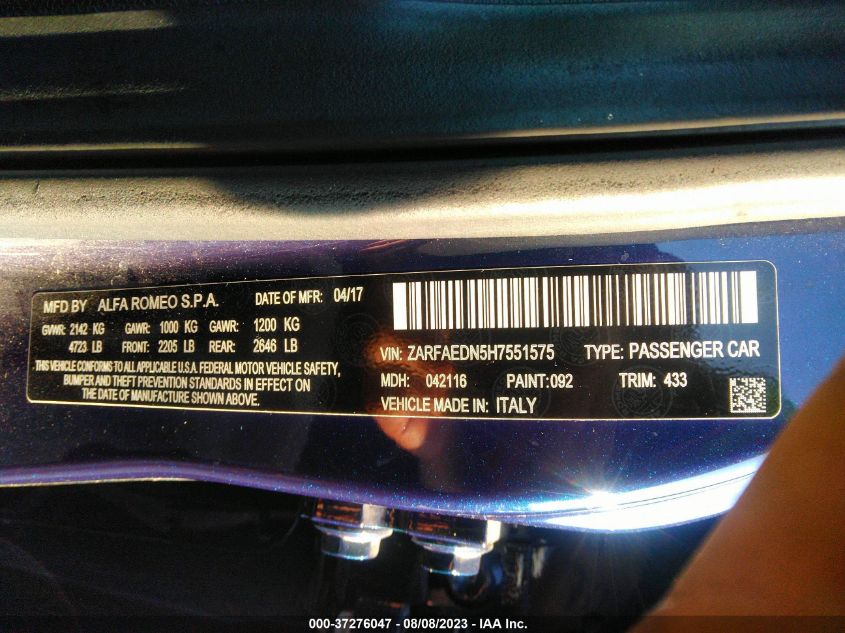 MFD BY ALFA ROMEO S.P.A. DATE OF MFR: 04/17
GVWR: 2142 KG GAWR: 1000 KG GAWR: 1200 KG
4723 LB FRONT: 2205 LB REAR: 2646 LB
THIS VEHICLE CONFORMS TO ALL APPLICABLE U.S.A. FEDERAL MOTOR VEHICLE SAFETY,
BUMPER AND THEFT PREVENTION STANDARDS IN EFFECT ON
THE DATE OF MANUFACTURE SHOWN ABOVE.
VIN: ZARFAEDN5H7551575 TYPE: PASSENGER CAR
MDH: 042116 PAINT:092 TRIM: 433
VEHICLE MADE IN: ITALY
000-37276047 - 08/08/2023 - IAA Inc.